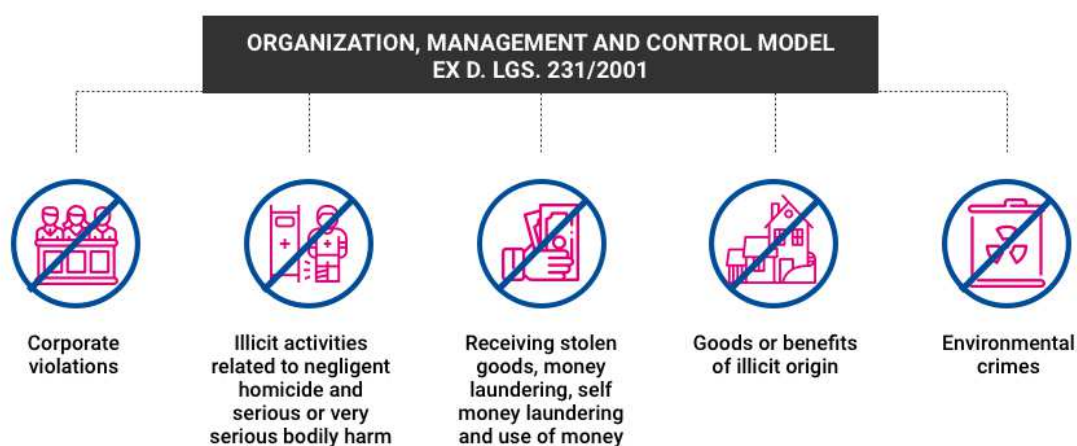 ORGANIZATION, MANAGEMENT AND CONTROL MODEL
EX D. LGS. 231/2001
Corporate
violations
Illicit activities
related to negligent
homicide and
serious or very
serious bodily harm
Receiving stolen
goods, money
laundering, self
money laundering
and use of money
Goods or benefits
of illicit origin
Environmental
crimes